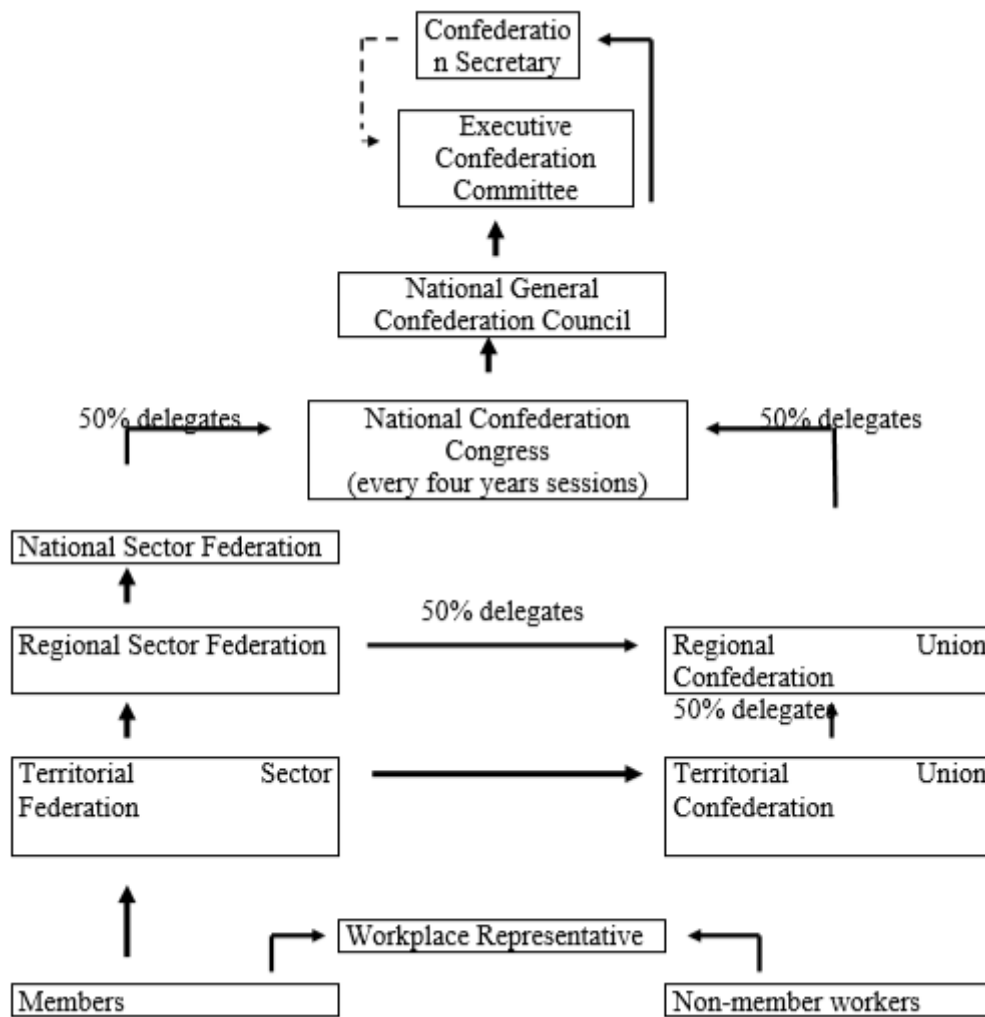 Confederatio
n Secretary
Executive
Confederation
Committee
National General
Confederation Council
50% delegates
National Confederation
Congress
(every four years sessions)
50% delegates
National Sector Federation
50% delegates
Regional Sector Federation
Regional Union
Confederation
50% delegates
Territorial Sector
Federation
Territorial Union
Confederation
Workplace Representative
Members
Non-member workers